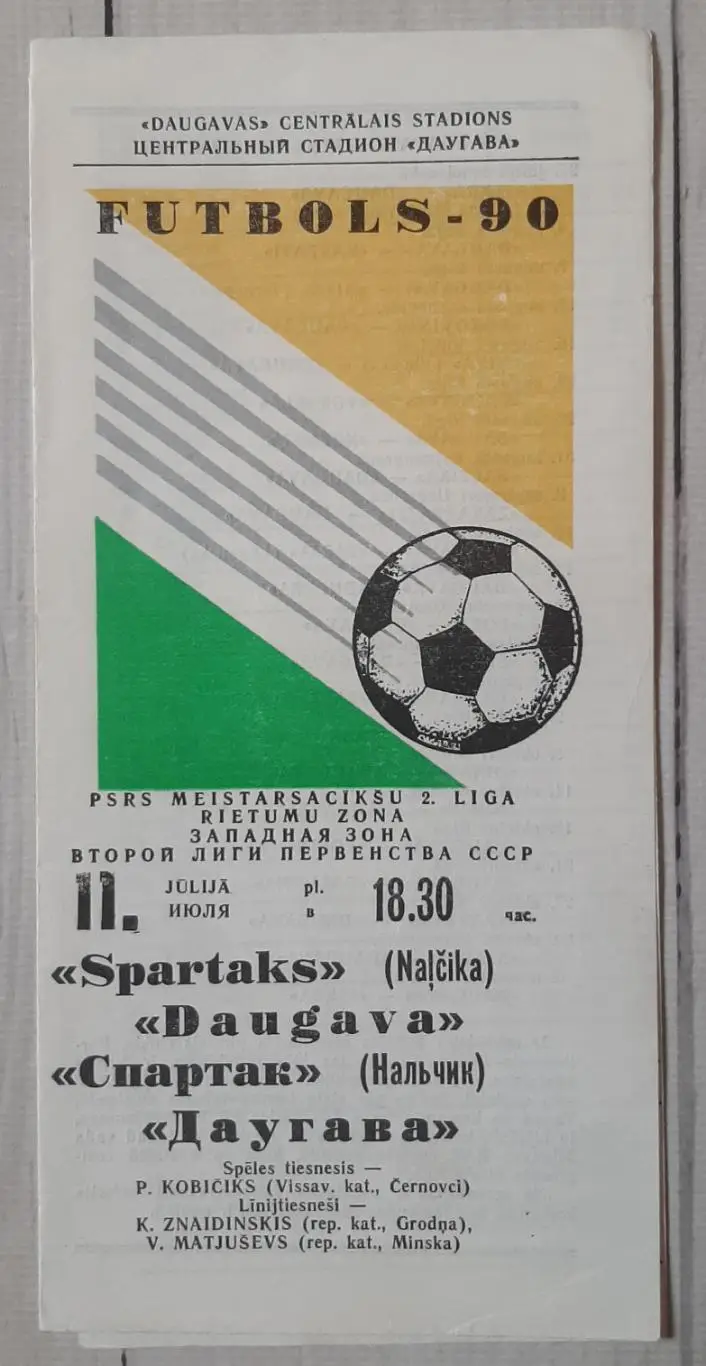 «DAUGAVAS» CENTRĀLAIS STADIONS
ЦЕНТРАЛЬНЫЙ СТАДИОН «ДАУГАВА»
FUTBOLS-90
PSRS MEISTARSACĪKŠU 2. LĪGA
RIETUMU ZONA
ЗАПАДНАЯ ЗОНА
ВТОРОЙ ЛИГИ ПЕРВЕНСТВА СССР
11. JŪLIJĀ pl. 18.30
ИЮЛЯ в час.
«Spartaks» (Naļčika)
«Daugava»
«Спартак» (Нальчик)
«Даугава»
Spēles tiesnesis —
P. KOBIČIKS (Vissav. kat., Černovci)
Līnijtiesneši —
K. ZNAIDINSKIS (rep. kat., Grodņa),
V. MATJUŠEVS (rep. kat., Minska)